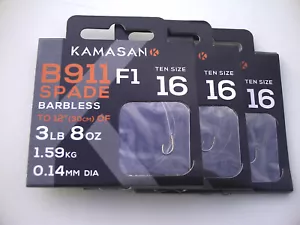 KAMASAN K
B911 F1
SPADE
BARBLESS
TO 12" (30cm) OF
3LB 8OZ
1.59KG
0.14MM DIA
TEN SIZE
16
TEN SIZE
16
SIZE
16